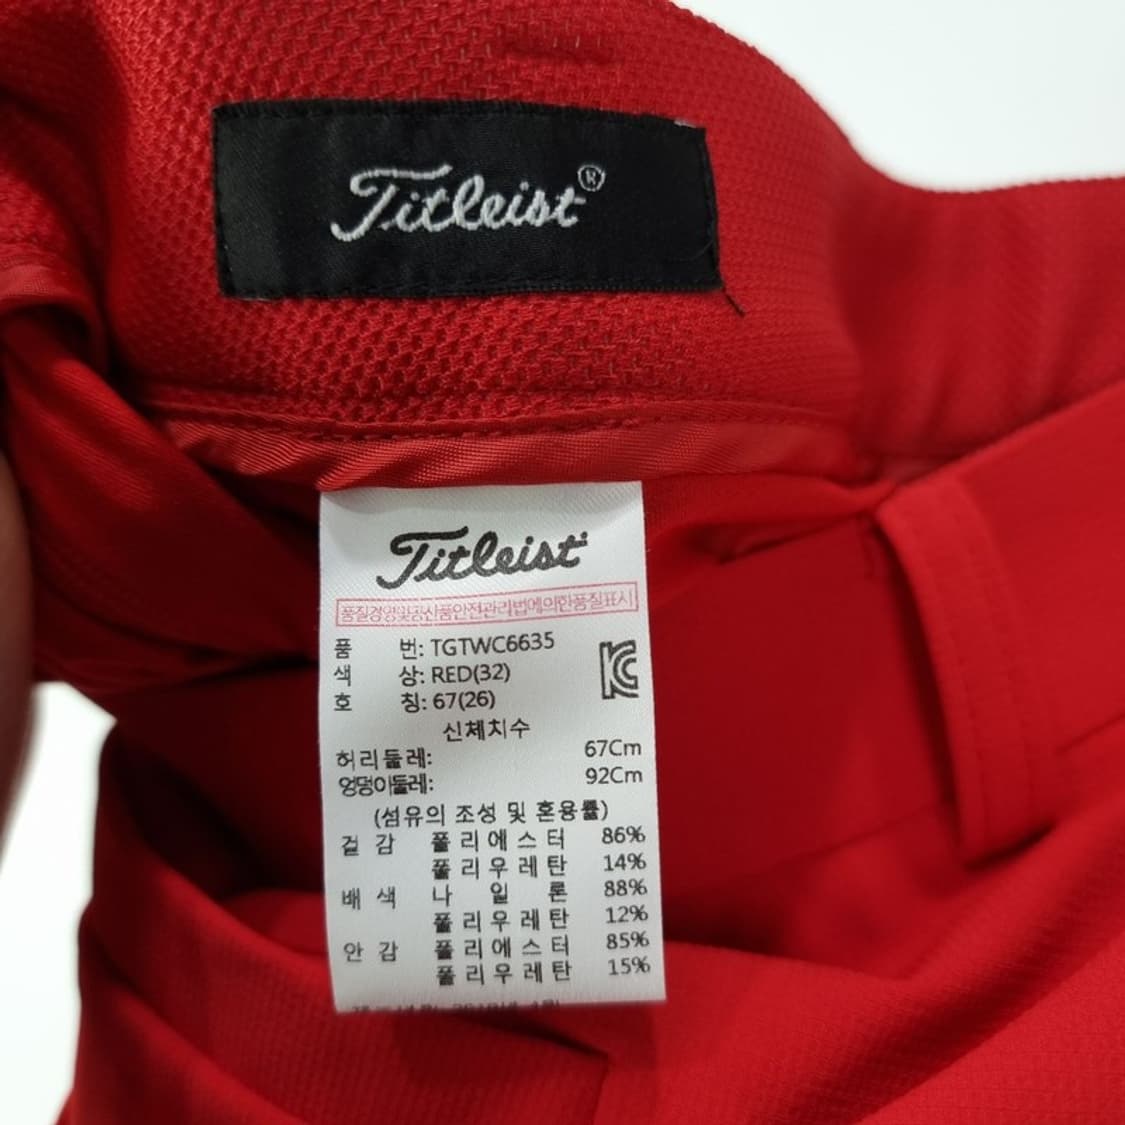 Titleist®
Titleist
품질경영및공산품안전관리법에의한품질표시
품 번: TGTWC6635
색 상: RED(32)
호 칭: 67(26)
신체치수
허리둘레: 67Cm
엉덩이둘레: 92Cm
(섬유의 조성 및 혼용률)
겉 감 폴리에스터 86%
폴리우레탄 14%
배 색 나 일 론 88%
폴리우레탄 12%
안 감 폴리에스터 85%
폴리우레탄 15%